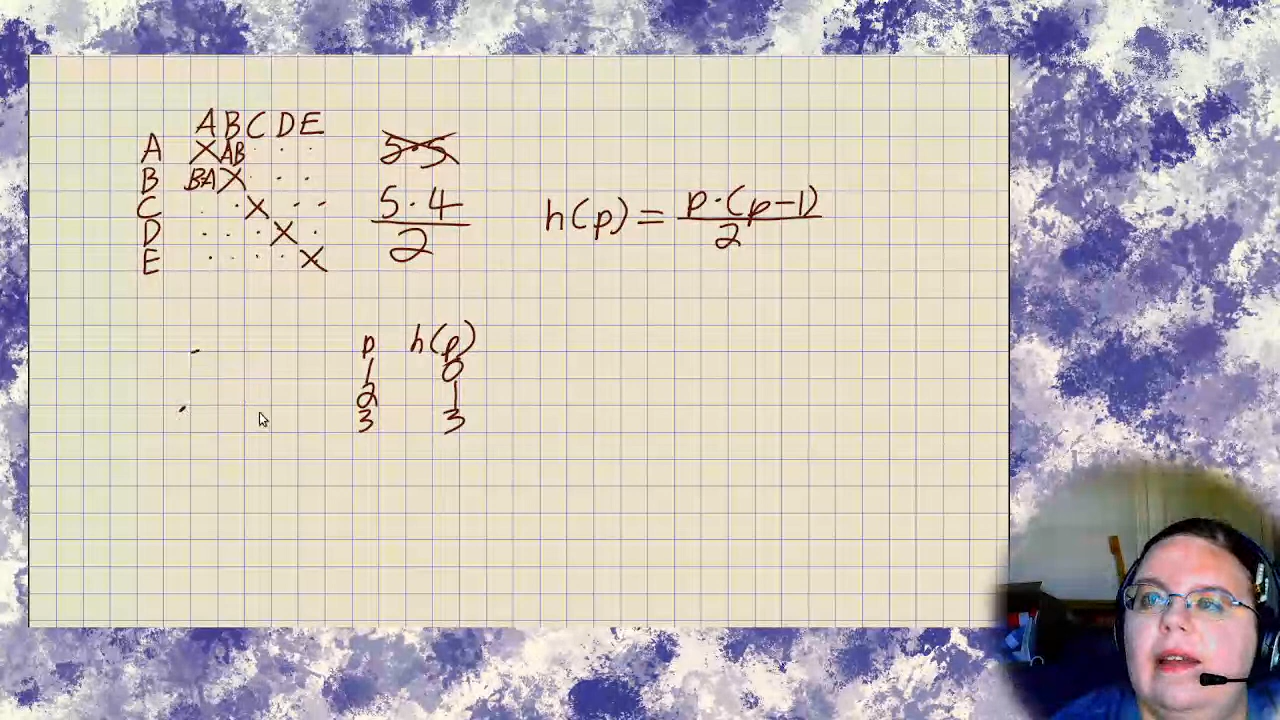 A B C D E
A X AB · · ·
B BA X · · ·
C · · X · ·
D · · · · X ·
E · · · · X
5·5
5·4
2
h(p) = p·(p-1)
2
p h(p)
1 0
2 1
3 3